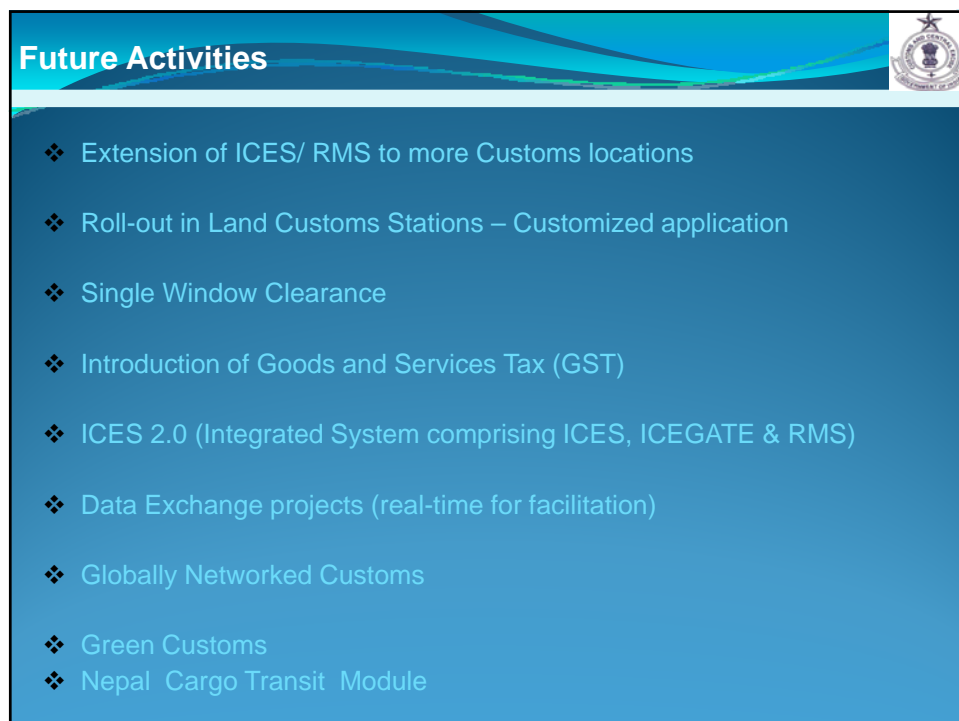 Future Activities
❖ Extension of ICES/ RMS to more Customs locations
❖ Roll-out in Land Customs Stations – Customized application
❖ Single Window Clearance
❖ Introduction of Goods and Services Tax (GST)
❖ ICES 2.0 (Integrated System comprising ICES, ICEGATE & RMS)
❖ Data Exchange projects (real-time for facilitation)
❖ Globally Networked Customs
❖ Green Customs
❖ Nepal Cargo Transit Module